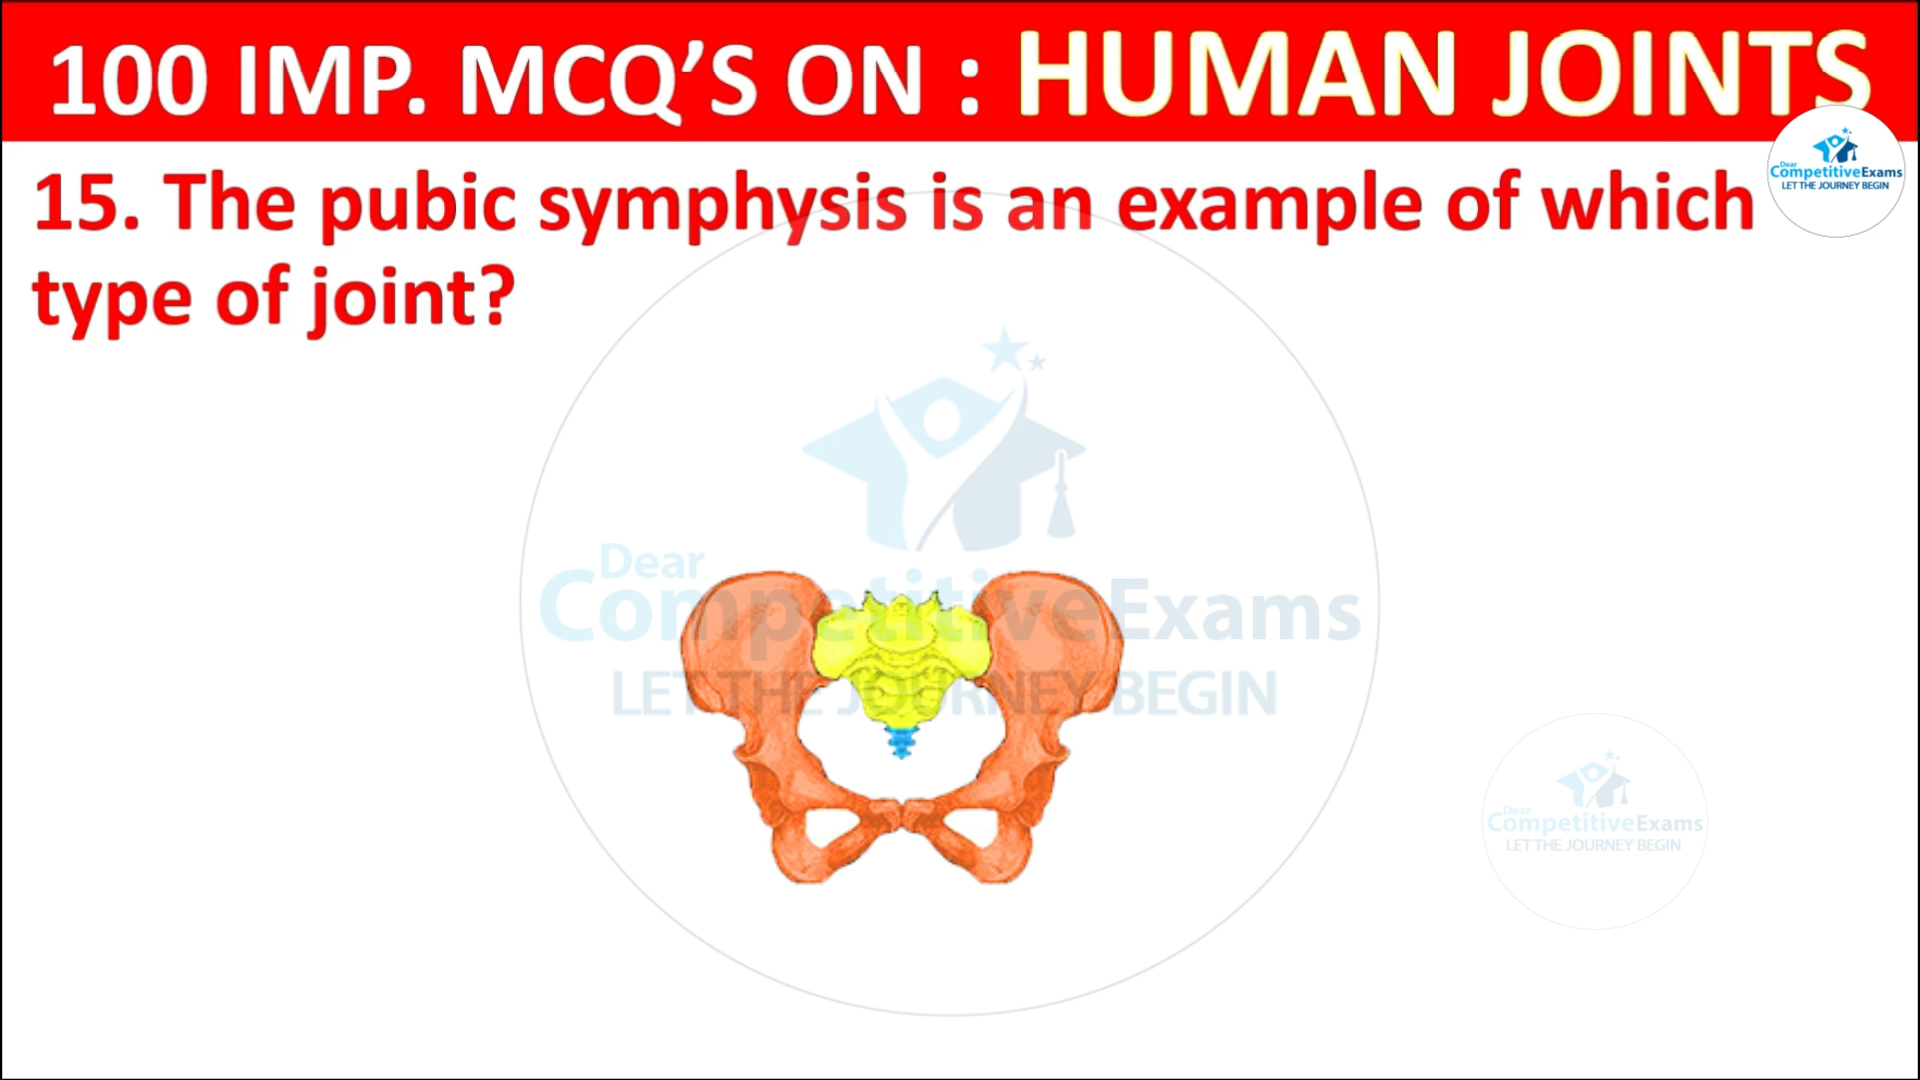 100 IMP. MCQ’S ON : HUMAN JOINTS
Dear
CompetitiveExams
LET THE JOURNEY BEGIN
15. The pubic symphysis is an example of which
type of joint?
Dear
CompetitiveExams
LET THE JOURNEY BEGIN
Dear
CompetitiveExams
LET THE JOURNEY BEGIN